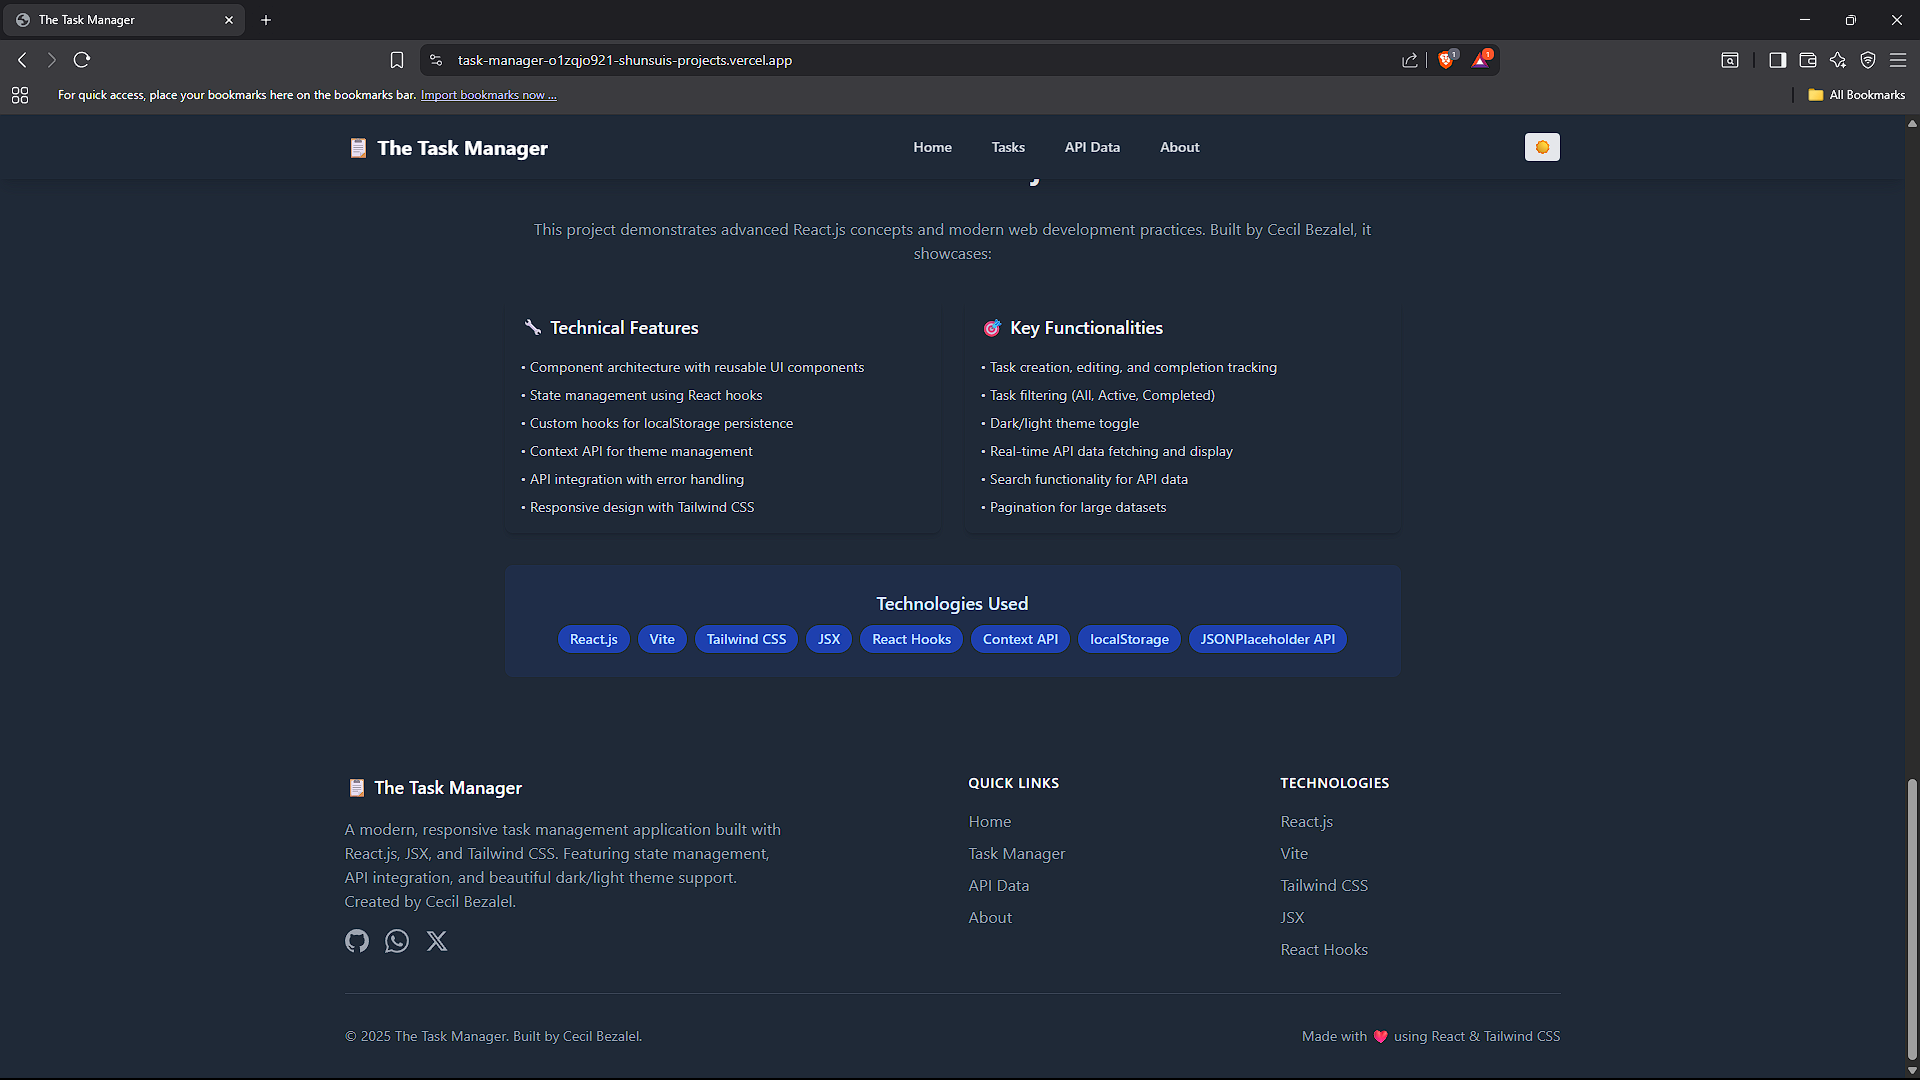 The Task Manager
task-manager-o1zqjo921-shunsuis-projects.vercel.app
1
1
For quick access, place your bookmarks here on the bookmarks bar. Import bookmarks now ...
All Bookmarks
The Task Manager
Home
Tasks
API Data
About
This project demonstrates advanced React.js concepts and modern web development practices. Built by Cecil Bezalel, it
showcases:
Technical Features
• Component architecture with reusable UI components
• State management using React hooks
• Custom hooks for localStorage persistence
• Context API for theme management
• API integration with error handling
• Responsive design with Tailwind CSS
Key Functionalities
• Task creation, editing, and completion tracking
• Task filtering (All, Active, Completed)
• Dark/light theme toggle
• Real-time API data fetching and display
• Search functionality for API data
• Pagination for large datasets
Technologies Used
React.js
Vite
Tailwind CSS
JSX
React Hooks
Context API
localStorage
JSONPlaceholder API
The Task Manager
A modern, responsive task management application built with
React.js, JSX, and Tailwind CSS. Featuring state management,
API integration, and beautiful dark/light theme support.
Created by Cecil Bezalel.
QUICK LINKS
Home
Task Manager
API Data
About
TECHNOLOGIES
React.js
Vite
Tailwind CSS
JSX
React Hooks
© 2025 The Task Manager. Built by Cecil Bezalel.
Made with ❤️ using React & Tailwind CSS